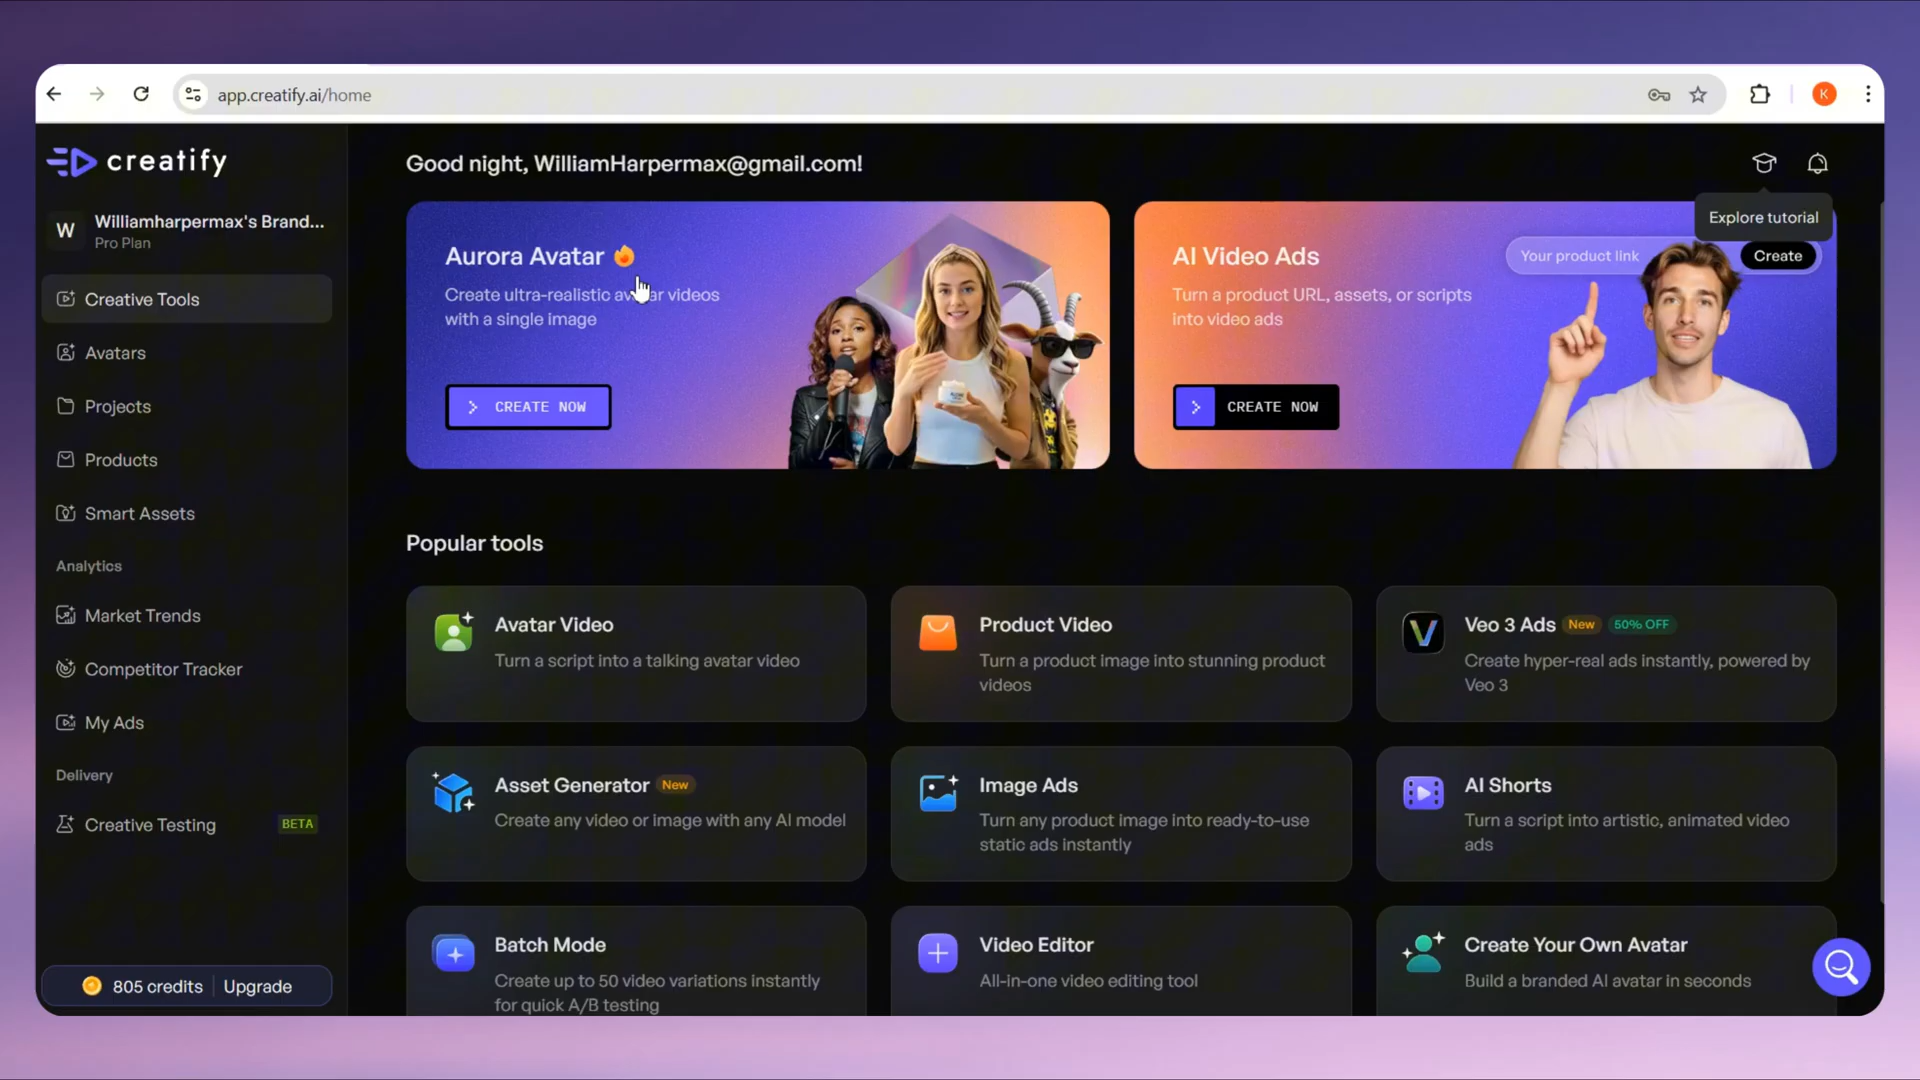 app.creatify.ai/home
K
creatify
Good night, WilliamHarpermax@gmail.com!
W
Williamharpermax's Brand...
Pro Plan
Explore tutorial
Creative Tools
Avatars
Projects
Products
Smart Assets
Analytics
Market Trends
Competitor Tracker
My Ads
Delivery
Creative Testing BETA
805 credits Upgrade
Aurora Avatar
Create ultra-realistic avatar videos
with a single image
CREATE NOW
AI Video Ads
Your product link
Create
Turn a product URL, assets, or scripts
into video ads
CREATE NOW
Popular tools
Avatar Video
Turn a script into a talking avatar video
Product Video
Turn a product image into stunning product
videos
Veo 3 Ads New 50% OFF
Create hyper-real ads instantly, powered by
Veo 3
Asset Generator New
Create any video or image with any AI model
Image Ads
Turn any product image into ready-to-use
static ads instantly
AI Shorts
Turn a script into artistic, animated video
ads
Batch Mode
Create up to 50 video variations instantly
for quick A/B testing
Video Editor
All-in-one video editing tool
Create Your Own Avatar
Build a branded AI avatar in seconds